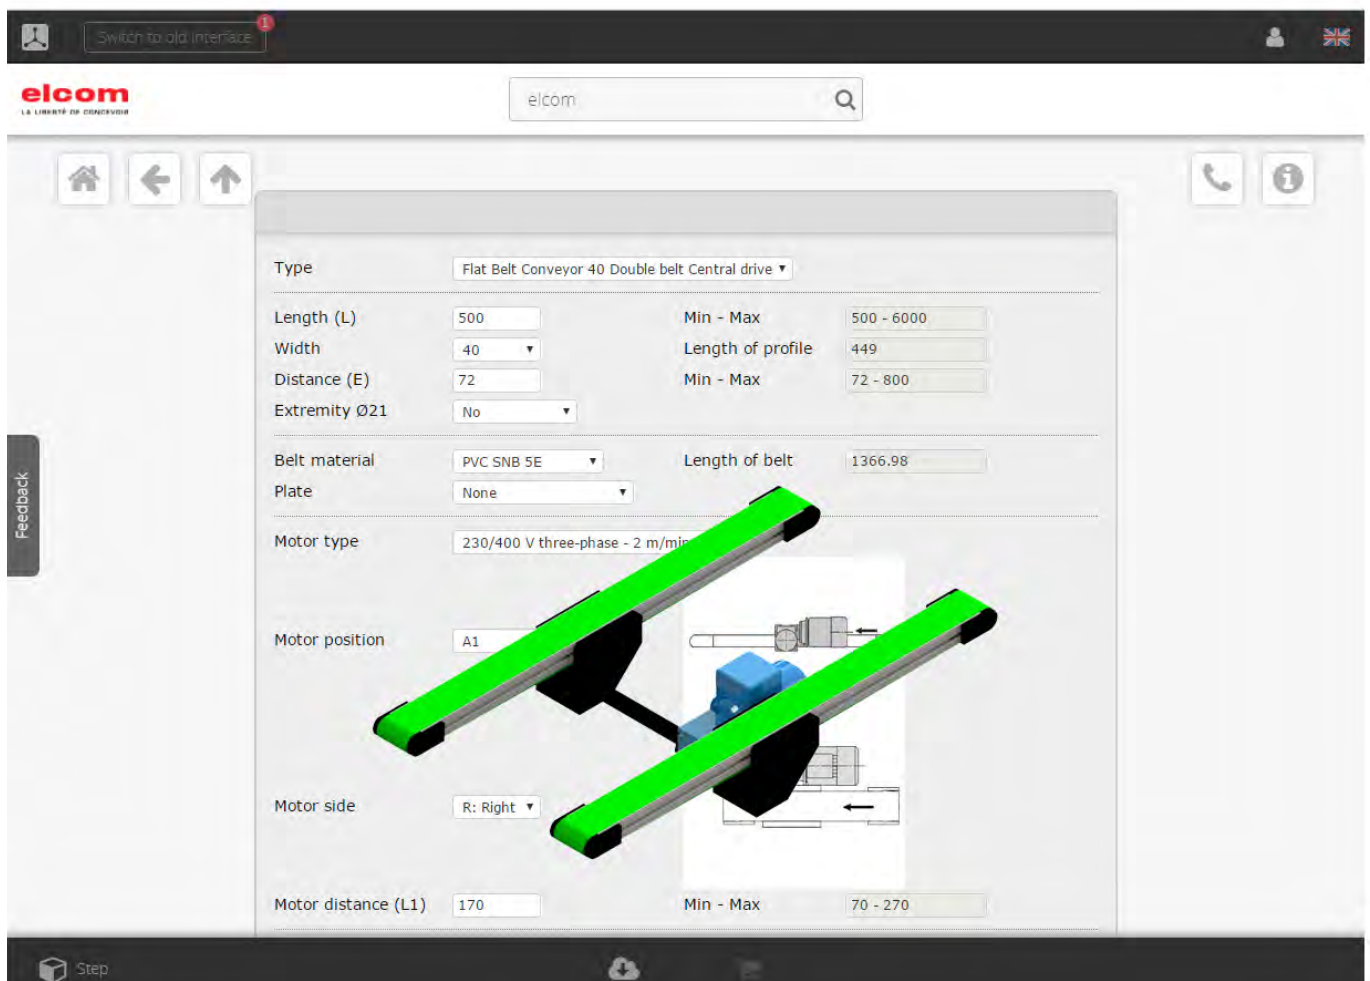 Switch to old interface
1
elcom
LA LIBERTÉ DE CONCEVOIR
elcom
Type Flat Belt Conveyor 40 Double belt Central drive
Length (L) 500 Min - Max 500 - 6000
Width 40 Length of profile 449
Distance (E) 72 Min - Max 72 - 800
Extremity Ø21 No
Belt material PVC SNB 5E Length of belt 1366.98
Plate None
Feedback
Motor type 230/400 V three-phase - 2 m/min
Motor position A1
Motor side R: Right
Motor distance (L1) 170 Min - Max 70 - 270
Step